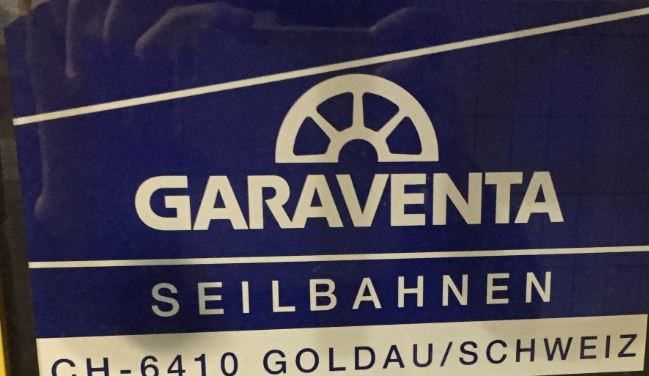 GARAVENTA
SEILBAHNEN
CH-6410 GOLDAU/SCHWEIZ